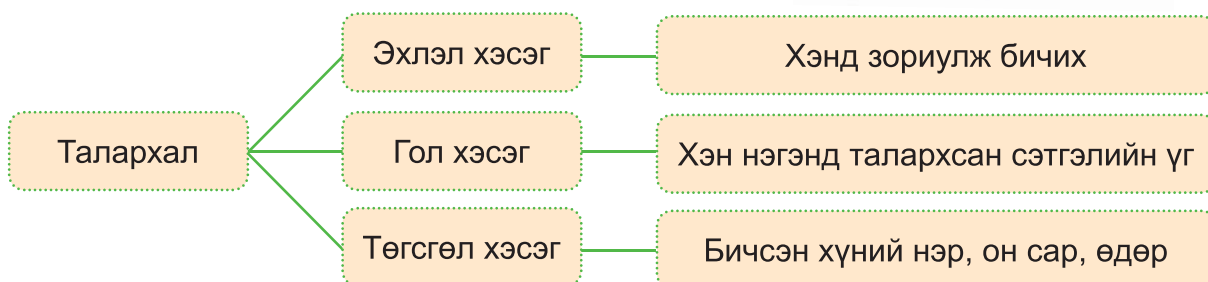 Эхлэл хэсэг
Хэнд зориулж бичих
Талархал
Гол хэсэг
Хэн нэгэнд талархсан сэтгэлийн үг
Төгсгөл хэсэг
Бичсэн хүний нэр, он сар, өдөр